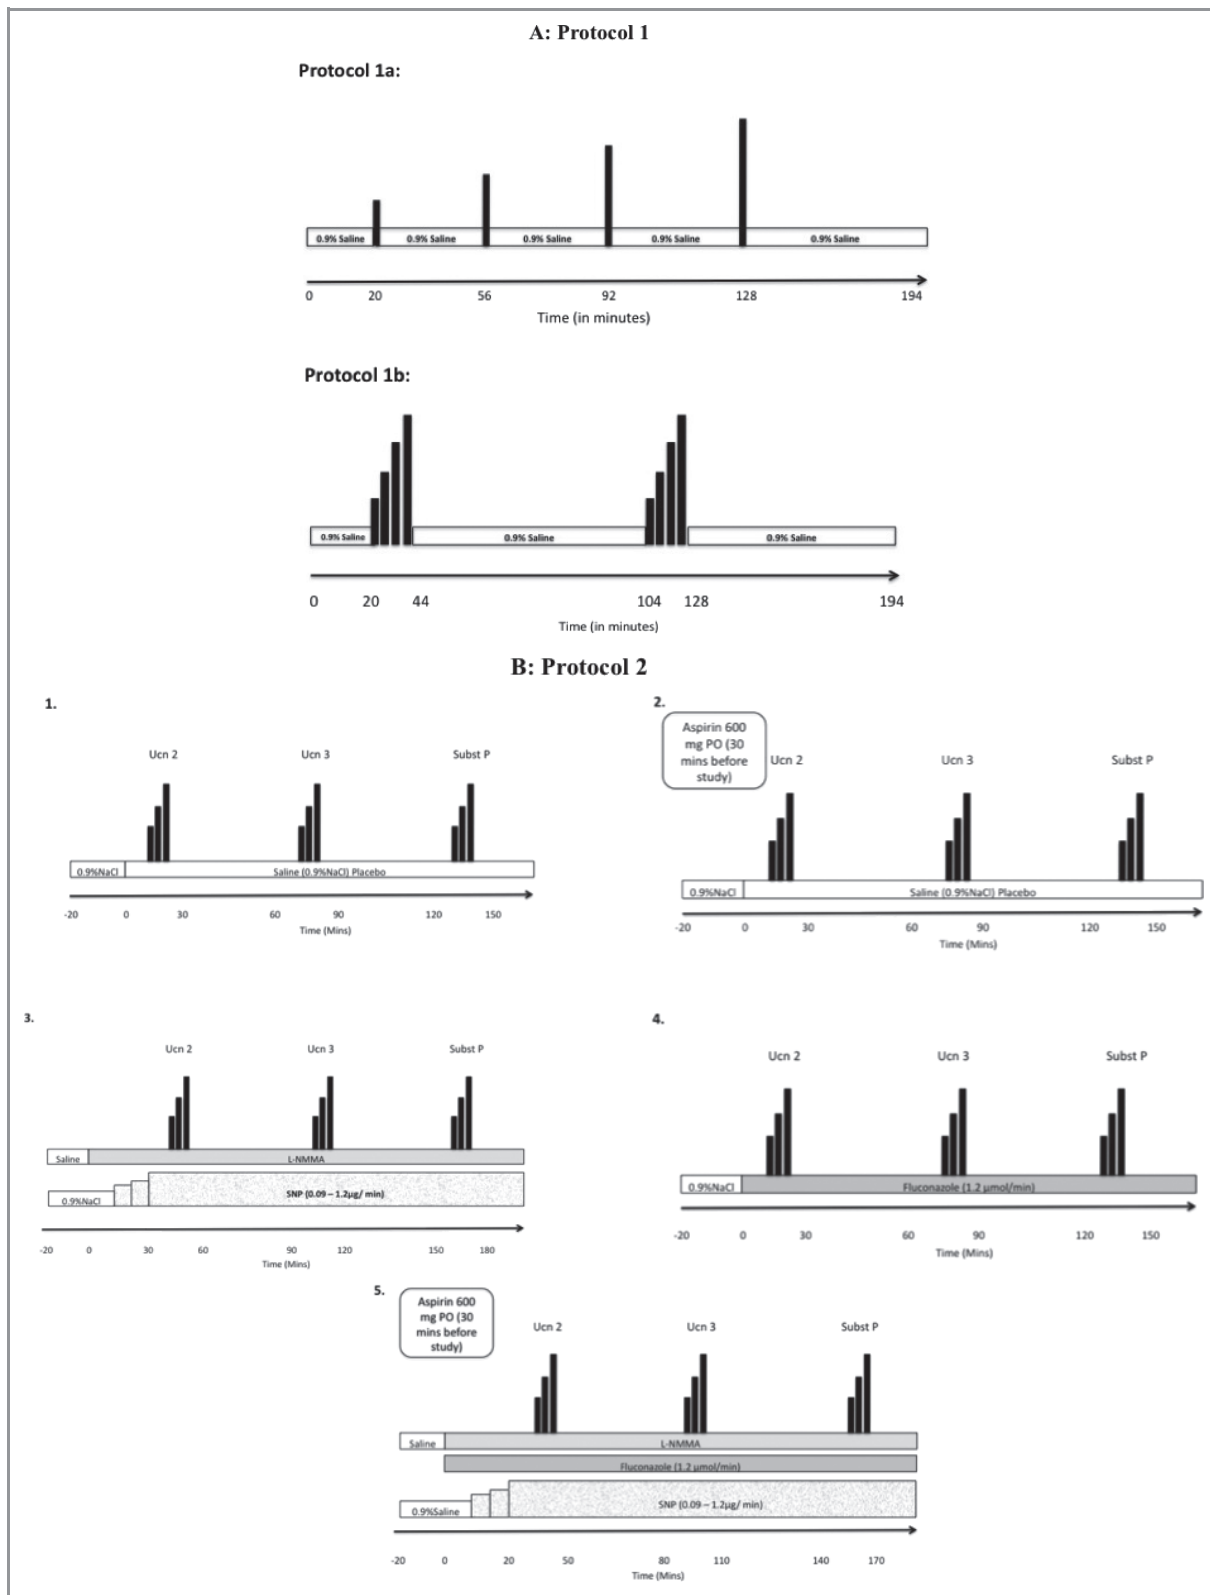 A: Protocol 1
Protocol 1a:
0.9% Saline 0.9% Saline 0.9% Saline 0.9% Saline 0.9% Saline
0 20 56 92 128 194
Time (in minutes)
Protocol 1b:
0.9% Saline 0.9% Saline 0.9% Saline
0 20 44 104 128 194
Time (in minutes)
B: Protocol 2
1.
Ucn 2 Ucn 3 Subst P
0.9%NaCl Saline (0.9%NaCl) Placebo
-20 0 30 60 90 120 150
Time (Mins)
2.
Aspirin 600
mg PO (30
mins before
study)
Ucn 2 Ucn 3 Subst P
0.9%NaCl Saline (0.9%NaCl) Placebo
-20 0 30 60 90 120 150
Time (Mins)
3.
Ucn 2 Ucn 3 Subst P
Saline L-NMMA
0.9%NaCl SNP (0.09 – 1.2µg/ min)
-20 0 30 60 90 120 150 180
Time (Mins)
4.
Ucn 2 Ucn 3 Subst P
0.9%NaCl Fluconazole (1.2 µmol/min)
-20 0 30 60 90 120 150
Time (Mins)
5.
Aspirin 600
mg PO (30
mins before
study)
Ucn 2 Ucn 3 Subst P
Saline L-NMMA
Fluconazole (1.2 µmol/min)
0.9%Saline SNP (0.09 – 1.2µg/ min)
-20 0 20 50 80 110 140 170
Time (Mins)